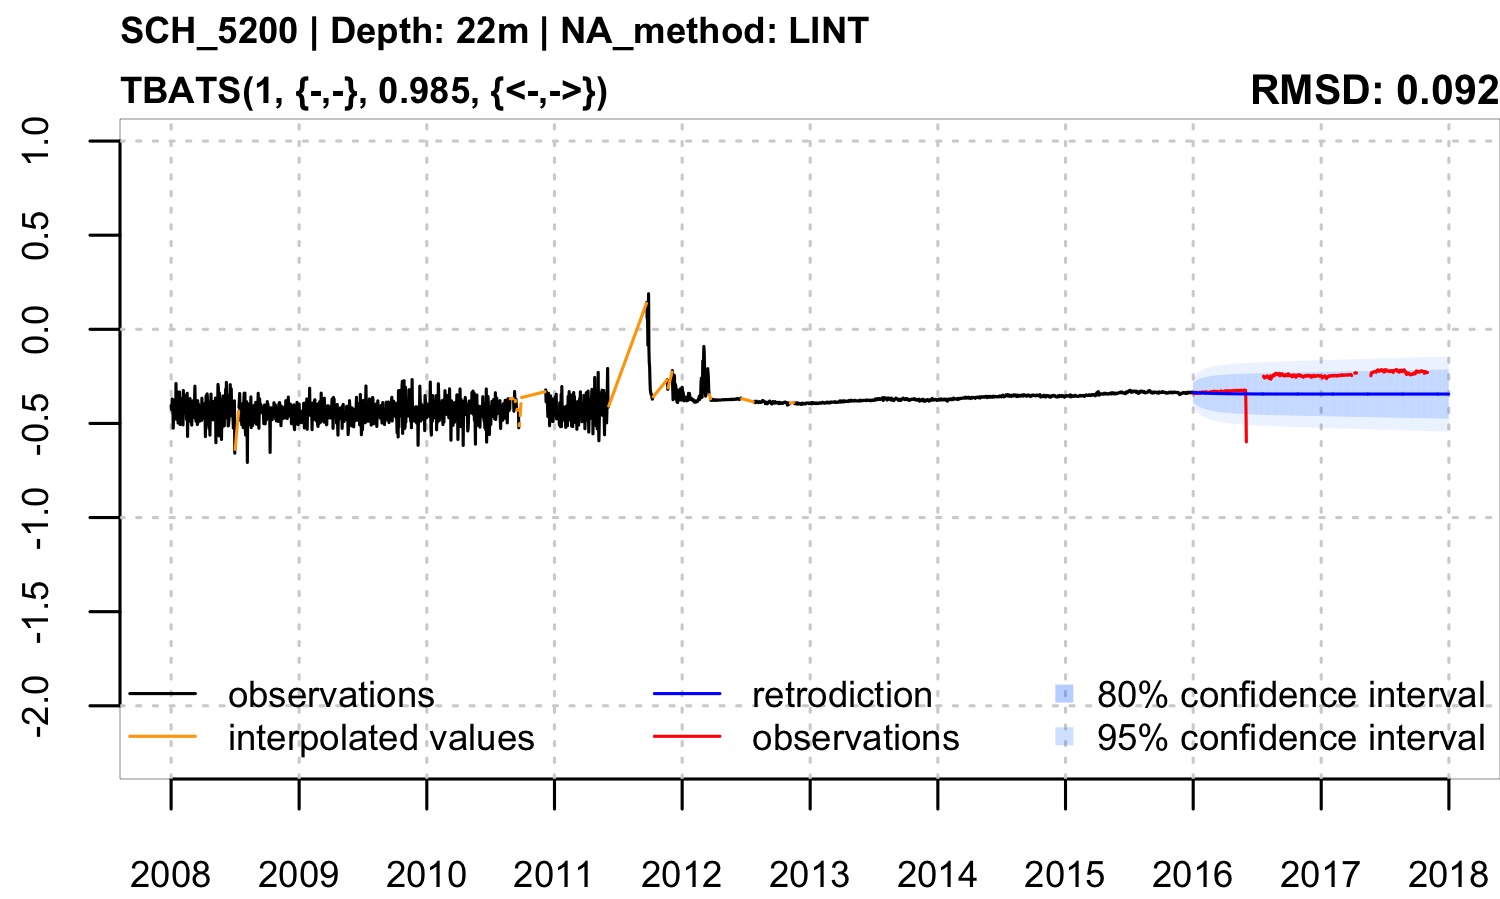 SCH_5200 | Depth: 22m | NA_method: LINT
TBATS(1, {-,-}, 0.985, {<-,->})
RMSD: 0.092
1.0
0.5
0.0
-0.5
-1.0
-1.5
-2.0
observations
retrodiction
80% confidence interval
interpolated values
observations
95% confidence interval
2008 2009 2010 2011 2012 2013 2014 2015 2016 2017 2018